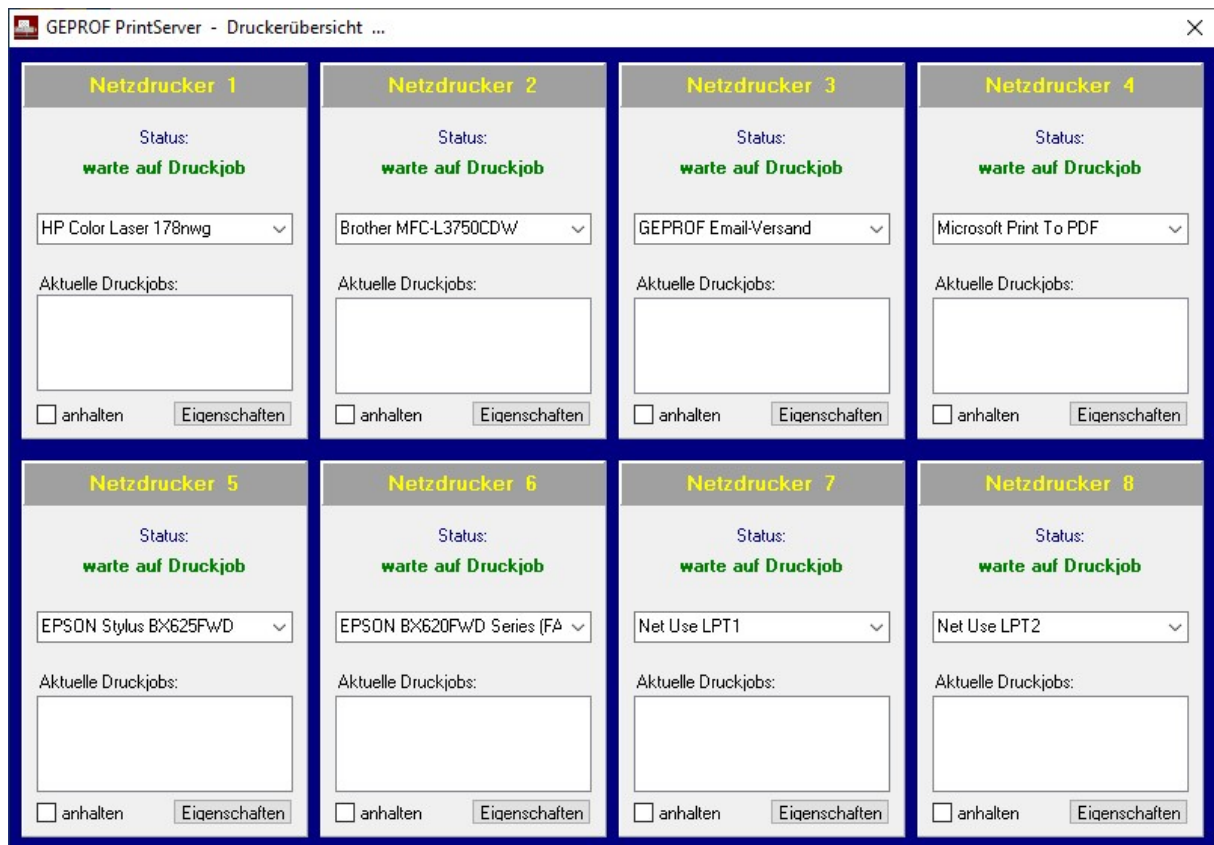 GEPROF PrintServer - Druckerübersicht ...
Netzdrucker 1
Status:
warte auf Druckjob
HP Color Laser 178nwg
Aktuelle Druckjobs:
anhalten
Eigenschaften
Netzdrucker 2
Status:
warte auf Druckjob
Brother MFC-L3750CDW
Aktuelle Druckjobs:
anhalten
Eigenschaften
Netzdrucker 3
Status:
warte auf Druckjob
GEPROF Email-Versand
Aktuelle Druckjobs:
anhalten
Eigenschaften
Netzdrucker 4
Status:
warte auf Druckjob
Microsoft Print To PDF
Aktuelle Druckjobs:
anhalten
Eigenschaften
Netzdrucker 5
Status:
warte auf Druckjob
EPSON Stylus BX625FWD
Aktuelle Druckjobs:
anhalten
Eigenschaften
Netzdrucker 6
Status:
warte auf Druckjob
EPSON BX620FWD Series (FA
Aktuelle Druckjobs:
anhalten
Eigenschaften
Netzdrucker 7
Status:
warte auf Druckjob
Net Use LPT1
Aktuelle Druckjobs:
anhalten
Eigenschaften
Netzdrucker 8
Status:
warte auf Druckjob
Net Use LPT2
Aktuelle Druckjobs:
anhalten
Eigenschaften